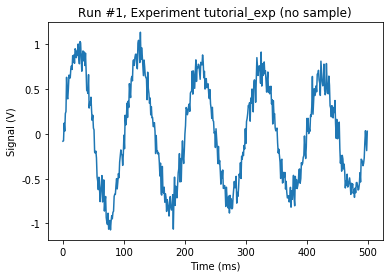 Run #1, Experiment tutorial_exp (no sample)
1
0.5
0
-0.5
-1
Signal (V)
0 100 200 300 400 500
Time (ms)